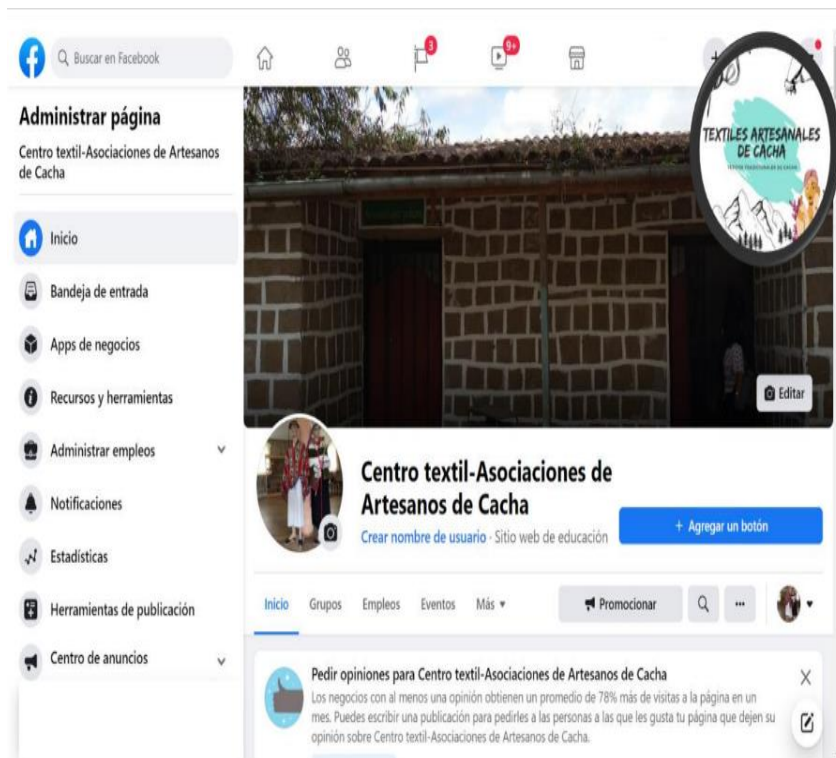 Buscar en Facebook
3
9+
Administrar página
Centro textil-Asociaciones de Artesanos
de Cacha
Inicio
Bandeja de entrada
Apps de negocios
Recursos y herramientas
Administrar empleos
Notificaciones
Estadísticas
Herramientas de publicación
Centro de anuncios
TEXTILES ARTESANALES
DE CACHA
Editar
Centro textil-Asociaciones de
Artesanos de Cacha
Crear nombre de usuario · Sitio web de educación
+ Agregar un botón
Inicio Grupos Empleos Eventos Más
Promocionar
Pedir opiniones para Centro textil-Asociaciones de Artesanos de Cacha
Los negocios con al menos una opinión obtienen un promedio de 78% más de visitas a la página en un
mes. Puedes escribir una publicación para pedirles a las personas a las que les gusta tu página que dejen su
opinión sobre Centro textil-Asociaciones de Artesanos de Cacha.